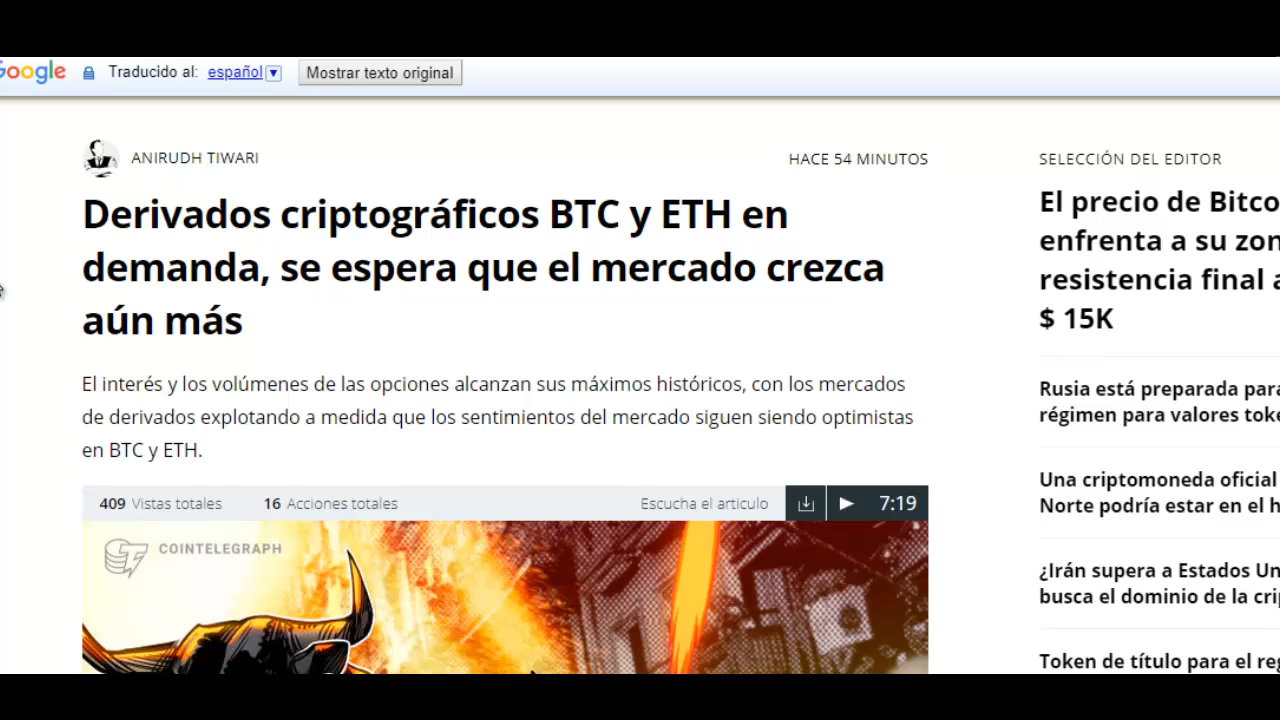 Google Traducido al: español Mostrar texto original
ANIRUDH TIWARI
HACE 54 MINUTOS
Derivados criptográficos BTC y ETH en
demanda, se espera que el mercado crezca
aún más
El interés y los volúmenes de las opciones alcanzan sus máximos históricos, con los mercados
de derivados explotando a medida que los sentimientos del mercado siguen siendo optimistas
en BTC y ETH.
409 Vistas totales 16 Acciones totales Escucha el articulo 7:19
COINTELEGRAPH
SELECCIÓN DEL EDITOR
El precio de Bitco
enfrenta a su zon
resistencia final a
$ 15K
Rusia está preparada para
régimen para valores toke
Una criptomoneda oficial
Norte podría estar en el h
¿Irán supera a Estados Un
busca el dominio de la crip
Token de título para el reg